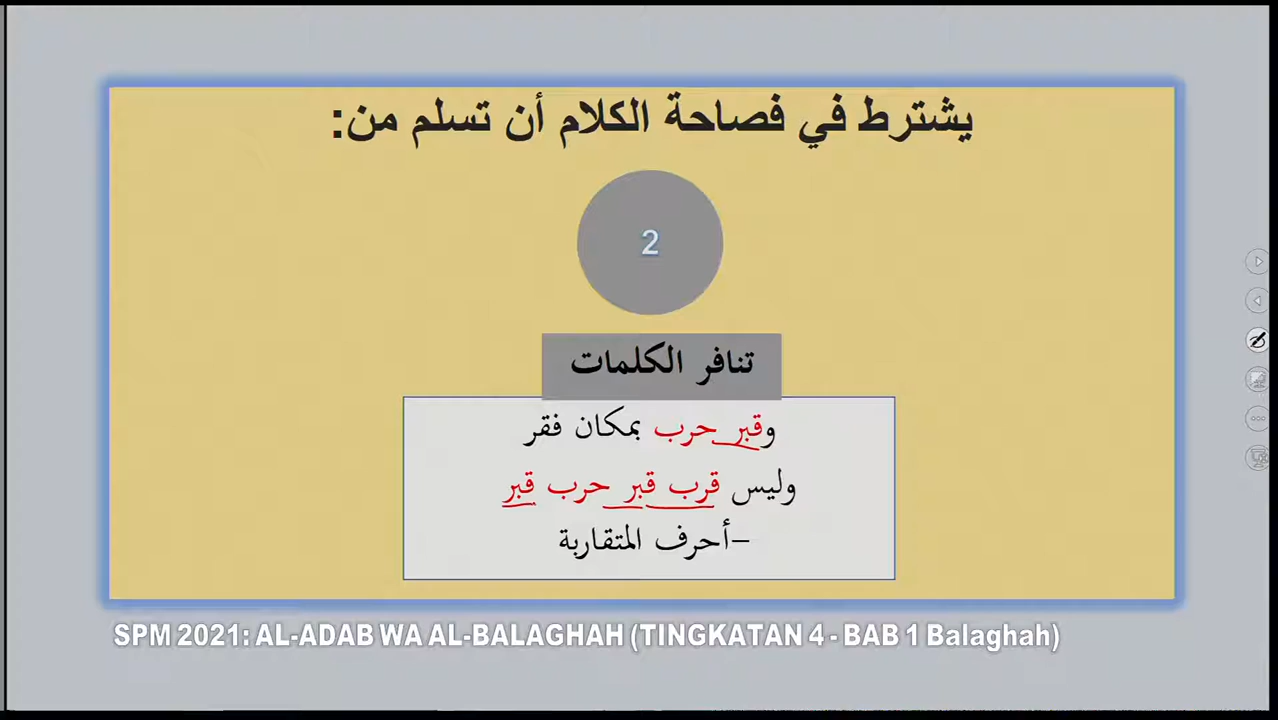 يشترط في فصاحة الكلام أن تسلم من:
2
تنافر الكلمات
وقبر حرب بمكان فقر
وليس قرب قبر حرب قبر
–أحرف المتقاربة
SPM 2021: AL-ADAB WA AL-BALAGHAH (TINGKATAN 4 - BAB 1 Balaghah)